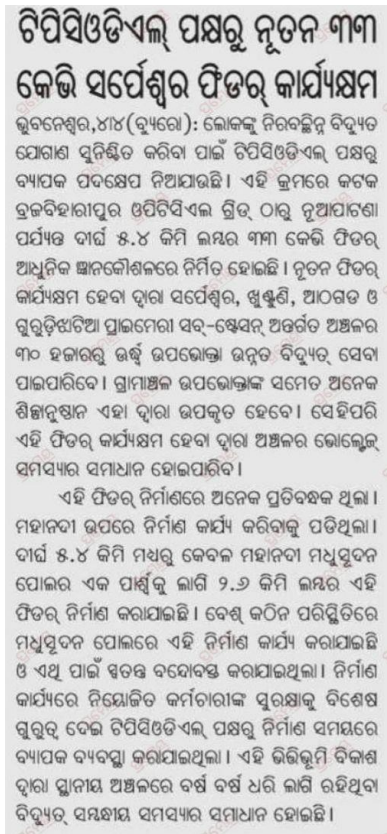 ଟିପିସିଓଡିଏଲ୍ ପକ୍ଷରୁ ନୂତନ ୩୩
କେଭି ସର୍ପେଶ୍ୱର ଫିଡର୍ କାର୍ଯ୍ୟକ୍ଷମ
ଭୁବନେଶ୍ୱର,୪।୪(ବ୍ୟୁରୋ): ଲୋକଙ୍କୁ ନିରବଚ୍ଛିନ୍ନ ବିଦ୍ୟୁତ
ଯୋଗାଣ ସୁନିଶ୍ଚିତ କରିବା ପାଇଁ ଟିପିସିଓଡିଏଲ୍ ପକ୍ଷରୁ
ବ୍ୟାପକ ପଦକ୍ଷେପ ନିଆଯାଉଛି। ଏହି କ୍ରମରେ କଟକ
ବ୍ରଜବିହାରୀପୁର ଓପିଟିସିଏଲ ଗ୍ରିଡ୍ ଠାରୁ ନୂଆପାଟଣା
ପର୍ଯ୍ୟନ୍ତ ଦୀର୍ଘ ୫.୪ କିମି ଲମ୍ବର ୩୩ କେଭି ଫିଡର୍
ଆଧୁନିକ ଜ୍ଞାନକୌଶଳରେ ନିର୍ମିତ ହୋଇଛି। ନୂତନ ଫିଡର୍
କାର୍ଯ୍ୟକ୍ଷମ ହେବା ଦ୍ୱାରା ସର୍ପେଶ୍ୱର, ଖୁଣ୍ଟୁଣି, ଆଠଗଡ ଓ
ଗୁରୁଡ଼ିଝାଟିଆ ପ୍ରାଇମେରୀ ସବ୍-ଷ୍ଟେସନ୍ ଅନ୍ତର୍ଗତ ଅଞ୍ଚଳର
୩୦ ହଜାରରୁ ଊର୍ଦ୍ଧ୍ୱ ଉପଭୋକ୍ତା ଉନ୍ନତ ବିଦ୍ୟୁତ୍ ସେବା
ପାଇପାରିବେ। ଗ୍ରାମାଞ୍ଚଳ ଉପଭୋକ୍ତାଙ୍କ ସମେତ ଅନେକ
ଶିଳ୍ପାନୁଷ୍ଠାନ ଏହା ଦ୍ୱାରା ଉପକୃତ ହେବେ। ସେହିପରି
ଏହି ଫିଡର୍ କାର୍ଯ୍ୟକ୍ଷମ ହେବା ଦ୍ୱାରା ଅଞ୍ଚଳର ଭୋଲ୍ଟେଜ୍
ସମସ୍ୟାର ସମାଧାନ ହୋଇପାରିବ।
ଏହି ଫିଡର୍ ନିର୍ମାଣରେ ଅନେକ ପ୍ରତିବନ୍ଧକ ଥିଲା।
ମହାନଦୀ ଉପରେ ନିର୍ମାଣ କାର୍ଯ୍ୟ କରିବାକୁ ପଡିଥିଲା।
ଦୀର୍ଘ ୫.୪ କିମି ମଧ୍ୟରୁ କେବଳ ମହାନଦୀ ମଧୁସୂଦନ
ପୋଲର ଏକ ପାର୍ଶ୍ୱକୁ ଲାଗି ୨.୬ କିମି ଲମ୍ବର ଏହି
ଫିଡର୍ ନିର୍ମାଣ କରାଯାଇଛି। ବେଶ୍ କଠିନ ପରିସ୍ଥିତିରେ
ମଧୁସୂଦନ ପୋଲରେ ଏହି ନିର୍ମାଣ କାର୍ଯ୍ୟ କରାଯାଇଛି
ଓ ଏଥି ପାଇଁ ସ୍ୱତନ୍ତ୍ର ବନ୍ଦୋବସ୍ତ କରାଯାଇଥିଲା। ନିର୍ମାଣ
କାର୍ଯ୍ୟରେ ନିୟୋଜିତ କର୍ମଚାରୀଙ୍କ ସୁରକ୍ଷାକୁ ବିଶେଷ
ଗୁରୁତ୍ୱ ଦେଇ ଟିପିସିଓଡିଏଲ୍ ପକ୍ଷରୁ ନିର୍ମାଣ ସମୟରେ
ବ୍ୟାପକ ବ୍ୟବସ୍ଥା କରାଯାଇଥିଲା। ଏହି ଭିତ୍ତିଭୂମି ବିକାଶ
ଦ୍ୱାରା ସ୍ଥାନୀୟ ଅଞ୍ଚଳରେ ବର୍ଷ ବର୍ଷ ଧରି ଲାଗି ରହିଥିବା
ବିଦ୍ୟୁତ୍ ସମ୍ବନ୍ଧୀୟ ସମସ୍ୟାର ସମାଧାନ ହୋଇଛି।